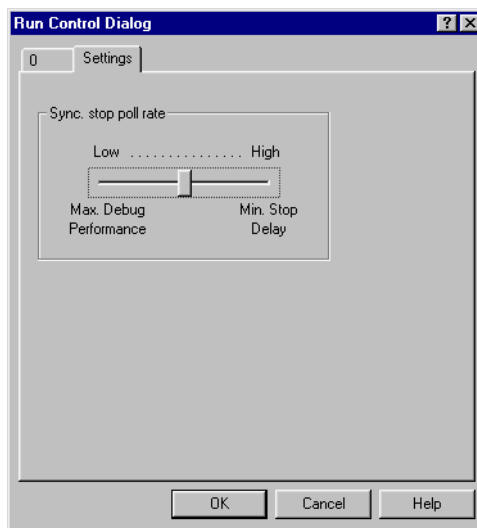 Run Control Dialog
0 Settings
Sync. stop poll rate
Low . . . . . . . . . . . . . . . High
Max. Debug Performance
Min. Stop Delay
OK Cancel Help